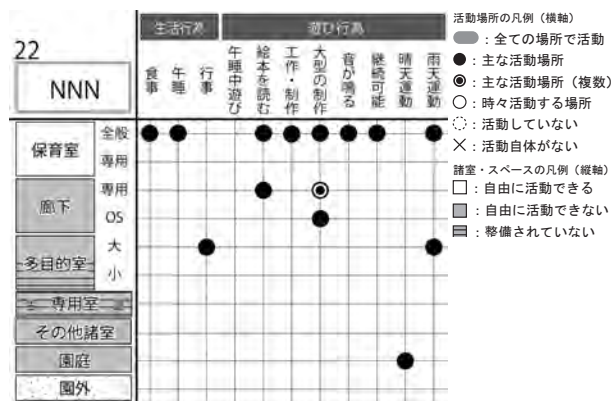 22
NNN
生活行為
遊び行為
食事
午睡
行事
午睡中遊び
絵本を読む
工作・制作
大型の制作
音が鳴る
継続可能
晴天運動
雨天運動
保育室
全般
専用
廊下
専用
OS
多目的室
大
小
専用室
その他諸室
園庭
園外
活動場所の凡例（横軸）
：全ての場所で活動
：主な活動場所
：主な活動場所（複数）
：時々活動する場所
：活動していない
：活動自体がない
諸室・スペースの凡例（縦軸）
：自由に活動できる
：自由に活動できない
：整備されていない